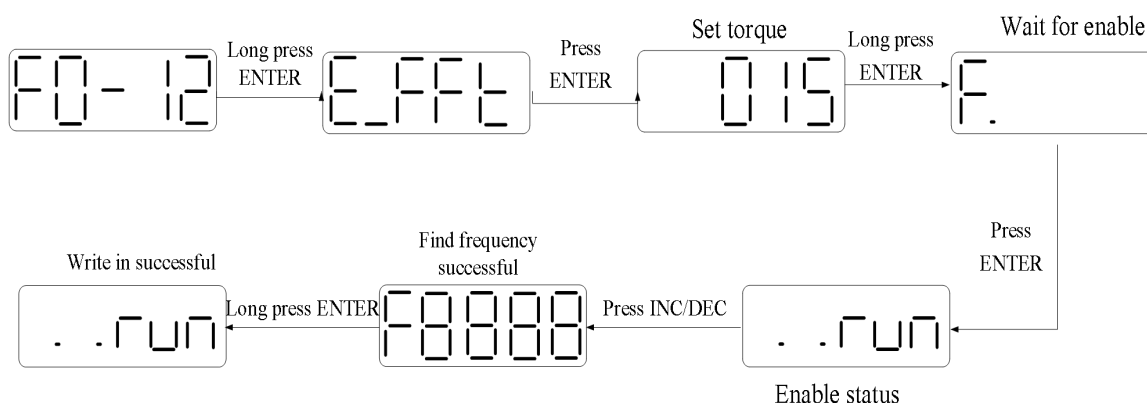 Long press
ENTER
Press
ENTER
Set torque
Long press
ENTER
Wait for enable
F0-12
E_FFt
015
F.
Press
ENTER
Find frequency
successful
Write in successful
Long press ENTER
Press INC/DEC
..run
F8888
..run
Enable status